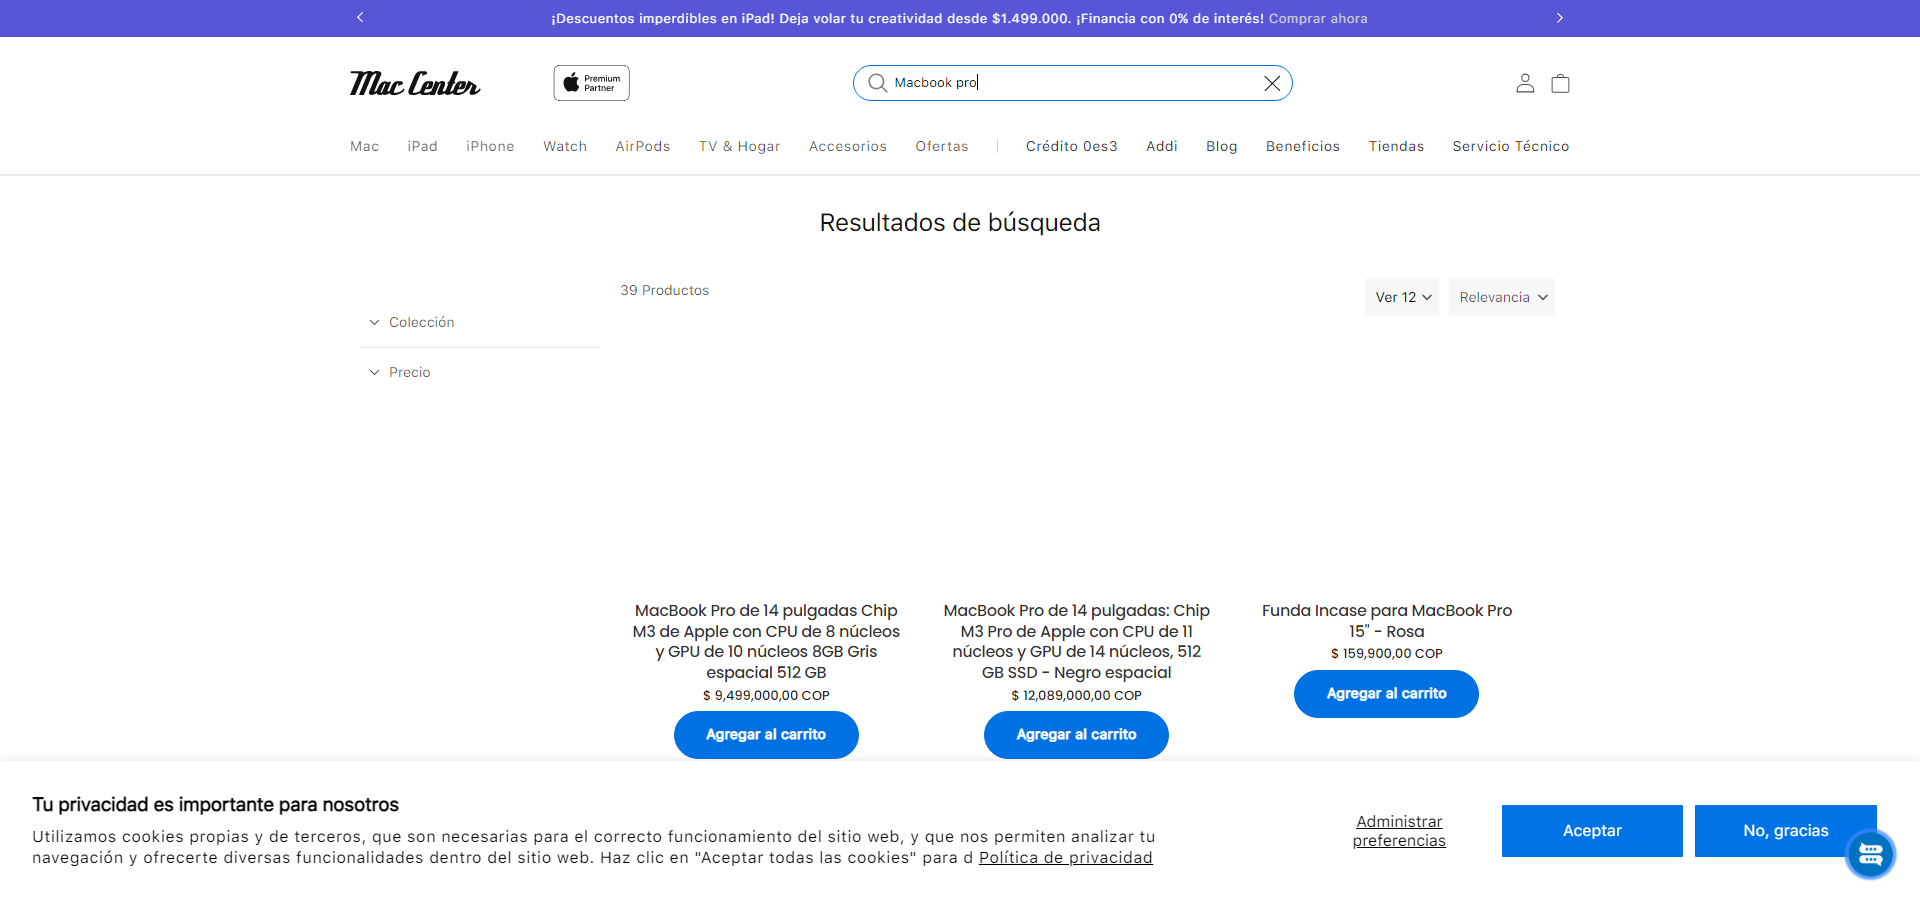 ¡Descuentos imperdibles en iPad! Deja volar tu creatividad desde $1.499.000. ¡Financia con 0% de interés! Comprar ahora
Mac Center
Premium
Partner
Macbook pro
Mac iPad iPhone Watch AirPods TV & Hogar Accesorios Ofertas Crédito 0es3 Addi Blog Beneficios Tiendas Servicio Técnico
Resultados de búsqueda
39 Productos
Ver 12
Relevancia
Colección
Precio
MacBook Pro de 14 pulgadas Chip
M3 de Apple con CPU de 8 núcleos
y GPU de 10 núcleos 8GB Gris
espacial 512 GB
$ 9,499,000,00 COP
Agregar al carrito
MacBook Pro de 14 pulgadas: Chip
M3 Pro de Apple con CPU de 11
núcleos y GPU de 14 núcleos, 512
GB SSD - Negro espacial
$ 12,089,000,00 COP
Agregar al carrito
Funda Incase para MacBook Pro
15" - Rosa
$ 159,900,00 COP
Agregar al carrito
Tu privacidad es importante para nosotros
Utilizamos cookies propias y de terceros, que son necesarias para el correcto funcionamiento del sitio web, y que nos permiten analizar tu
navegación y ofrecerte diversas funcionalidades dentro del sitio web. Haz clic en "Aceptar todas las cookies" para d Política de privacidad
Administrar
preferencias
Aceptar
No, gracias